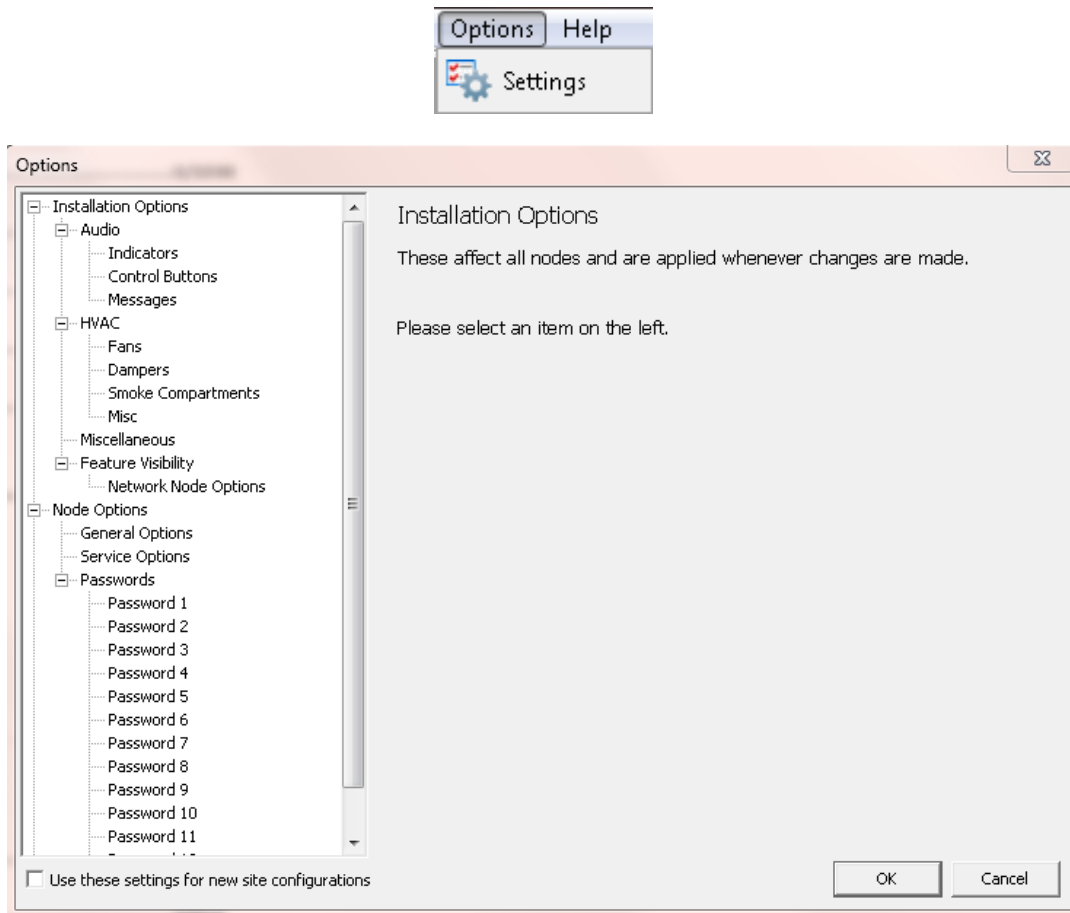 Options Help
Settings
Options
Installation Options
Audio
Indicators
Control Buttons
Messages
HVAC
Fans
Dampers
Smoke Compartments
Misc
Miscellaneous
Feature Visibility
Network Node Options
Node Options
General Options
Service Options
Passwords
Password 1
Password 2
Password 3
Password 4
Password 5
Password 6
Password 7
Password 8
Password 9
Password 10
Password 11
Installation Options
These affect all nodes and are applied whenever changes are made.
Please select an item on the left.
Use these settings for new site configurations
OK Cancel